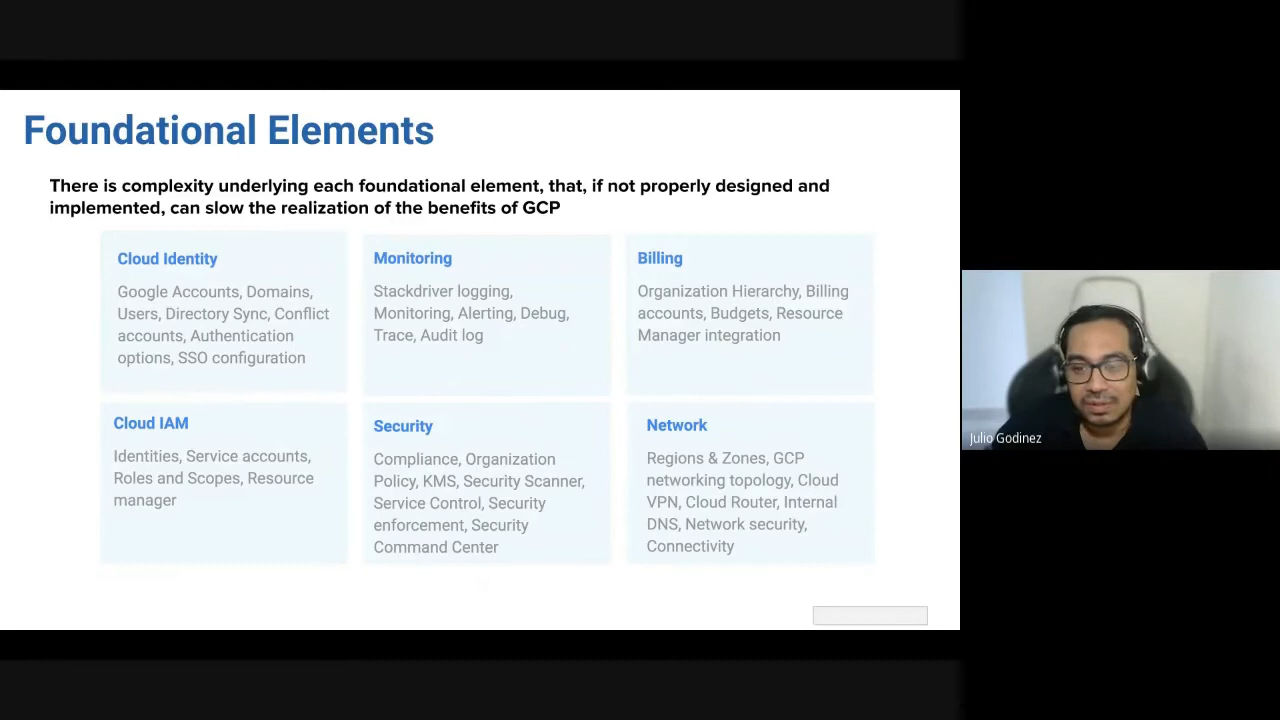 Foundational Elements
There is complexity underlying each foundational element, that, if not properly designed and
implemented, can slow the realization of the benefits of GCP
Cloud Identity
Google Accounts, Domains,
Users, Directory Sync, Conflict
accounts, Authentication
options, SSO configuration
Monitoring
Stackdriver logging,
Monitoring, Alerting, Debug,
Trace, Audit log
Billing
Organization Hierarchy, Billing
accounts, Budgets, Resource
Manager integration
Cloud IAM
Identities, Service accounts,
Roles and Scopes, Resource
manager
Security
Compliance, Organization
Policy, KMS, Security Scanner,
Service Control, Security
enforcement, Security
Command Center
Network
Regions & Zones, GCP
networking topology, Cloud
VPN, Cloud Router, Internal
DNS, Network security,
Connectivity
Julio Godinez